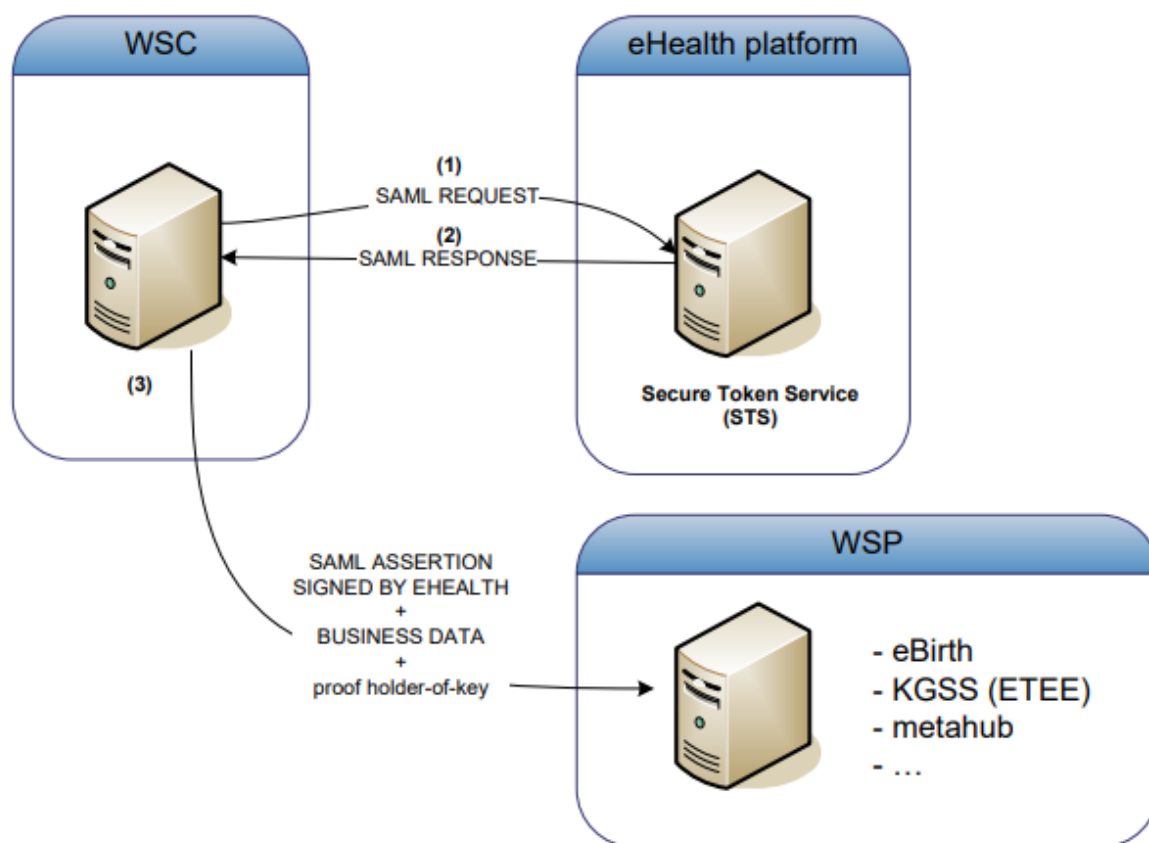 WSC
eHealth platform
(1)
SAML REQUEST
(2)
SAML RESPONSE
(3)
Secure Token Service
(STS)
WSP
SAML ASSERTION
SIGNED BY EHEALTH
+
BUSINESS DATA
+
proof holder-of-key
- eBirth
- KGSS (ETEE)
- metahub
- …